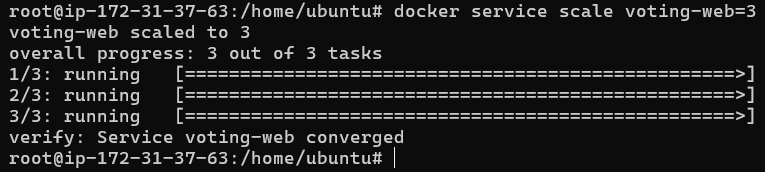 root@ip-172-31-37-63:/home/ubuntu# docker service scale voting-web=3
voting-web scaled to 3
overall progress: 3 out of 3 tasks
1/3: running   [==================================================>]
2/3: running   [==================================================>]
3/3: running   [==================================================>]
verify: Service voting-web converged
root@ip-172-31-37-63:/home/ubuntu#